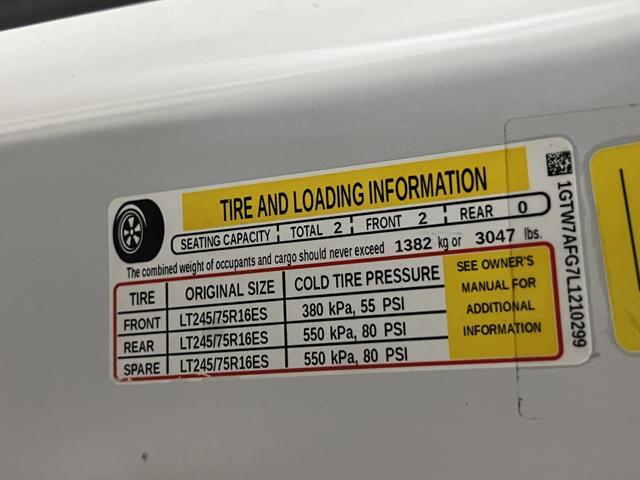 TIRE AND LOADING INFORMATION
SEATING CAPACITY TOTAL 2 FRONT 2 REAR 0
The combined weight of occupants and cargo should never exceed 1382 kg or 3047 lbs.
TIRE ORIGINAL SIZE COLD TIRE PRESSURE
FRONT LT245/75R16ES 380 kPa, 55 PSI
REAR LT245/75R16ES 550 kPa, 80 PSI
SPARE LT245/75R16ES 550 kPa, 80 PSI
SEE OWNER'S
MANUAL FOR
ADDITIONAL
INFORMATION
1GTW7AFG7L1210299